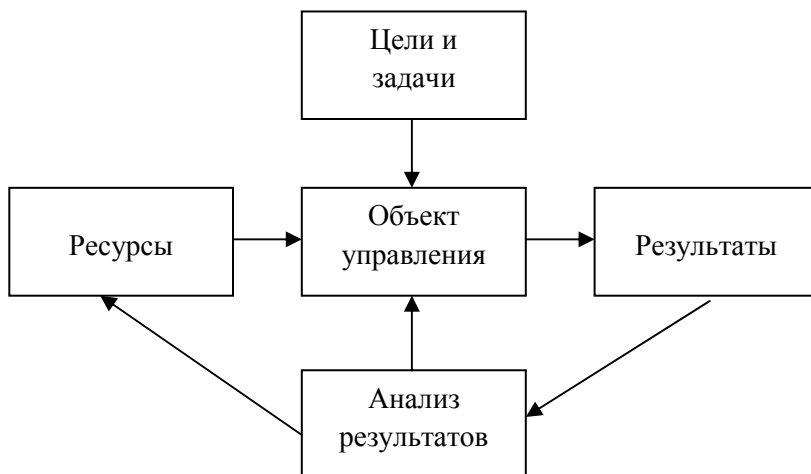 Цели и
задачи
Ресурсы
Объект
управления
Результаты
Анализ
результатов